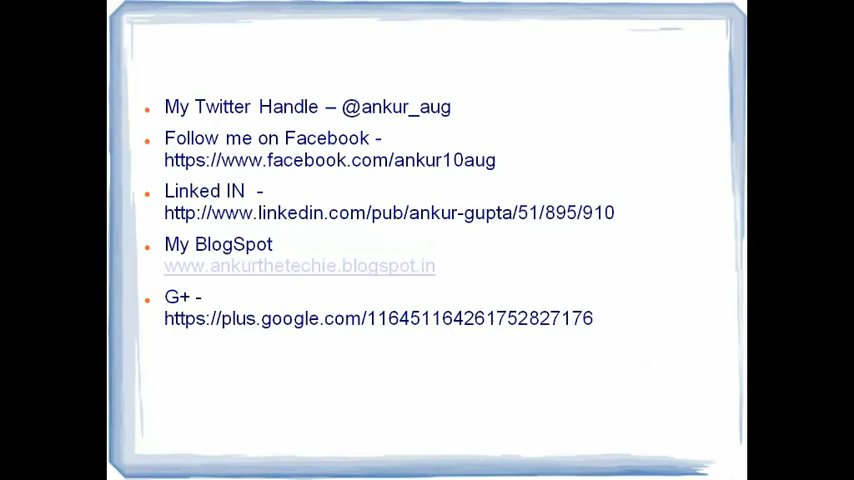 My Twitter Handle – @ankur_aug
Follow me on Facebook -
https://www.facebook.com/ankur10aug
Linked IN -
http://www.linkedin.com/pub/ankur-gupta/51/895/910
My BlogSpot
www.ankurthetechie.blogspot.in
G+ -
https://plus.google.com/116451164261752827176